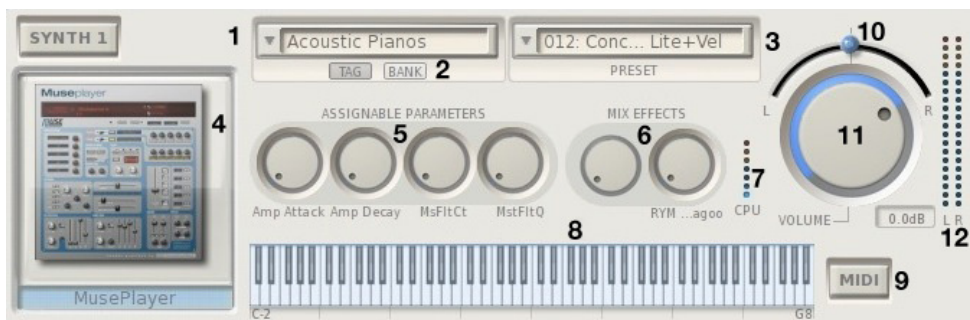 SYNTH 1
1
Acoustic Pianos
012: Conc... Lite+Vel
3
10
TAG
BANK
2
PRESET
L
R
Museplayer
MUSE
4
ASSIGNABLE PARAMETERS
5
MIX EFFECTS
6
7
11
Amp Attack
Amp Decay
MsFltCt
MstFltQ
RYM ...agoo
CPU
VOLUME
0.0dB
L R
12
8
MusePlayer
C-2
G8
MIDI
9